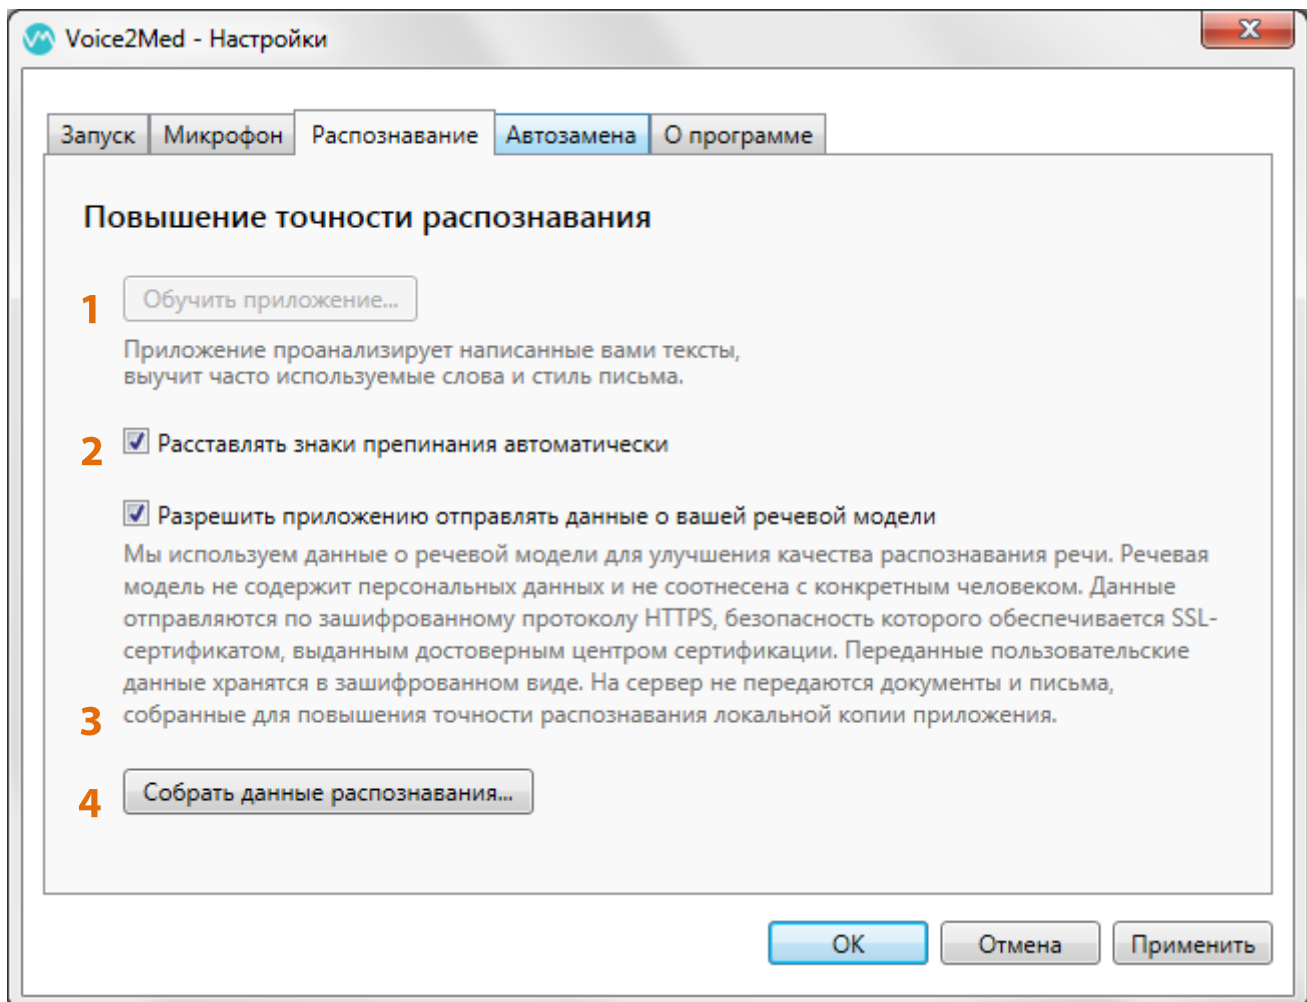 Voice2Med - Настройки
Запуск Микрофон Распознавание Автозамена О программе
Повышение точности распознавания
1 Обучить приложение...
Приложение проанализирует написанные вами тексты,
выучит часто используемые слова и стиль письма.
2 Расставлять знаки препинания автоматически
Разрешить приложению отправлять данные о вашей речевой модели
Мы используем данные о речевой модели для улучшения качества распознавания речи. Речевая
модель не содержит персональных данных и не соотнесена с конкретным человеком. Данные
отправляются по зашифрованному протоколу HTTPS, безопасность которого обеспечивается SSL-
сертификатом, выданным достоверным центром сертификации. Переданные пользовательские
данные хранятся в зашифрованном виде. На сервер не передаются документы и письма,
3 собранные для повышения точности распознавания локальной копии приложения.
4 Собрать данные распознавания...
OK Отмена Применить